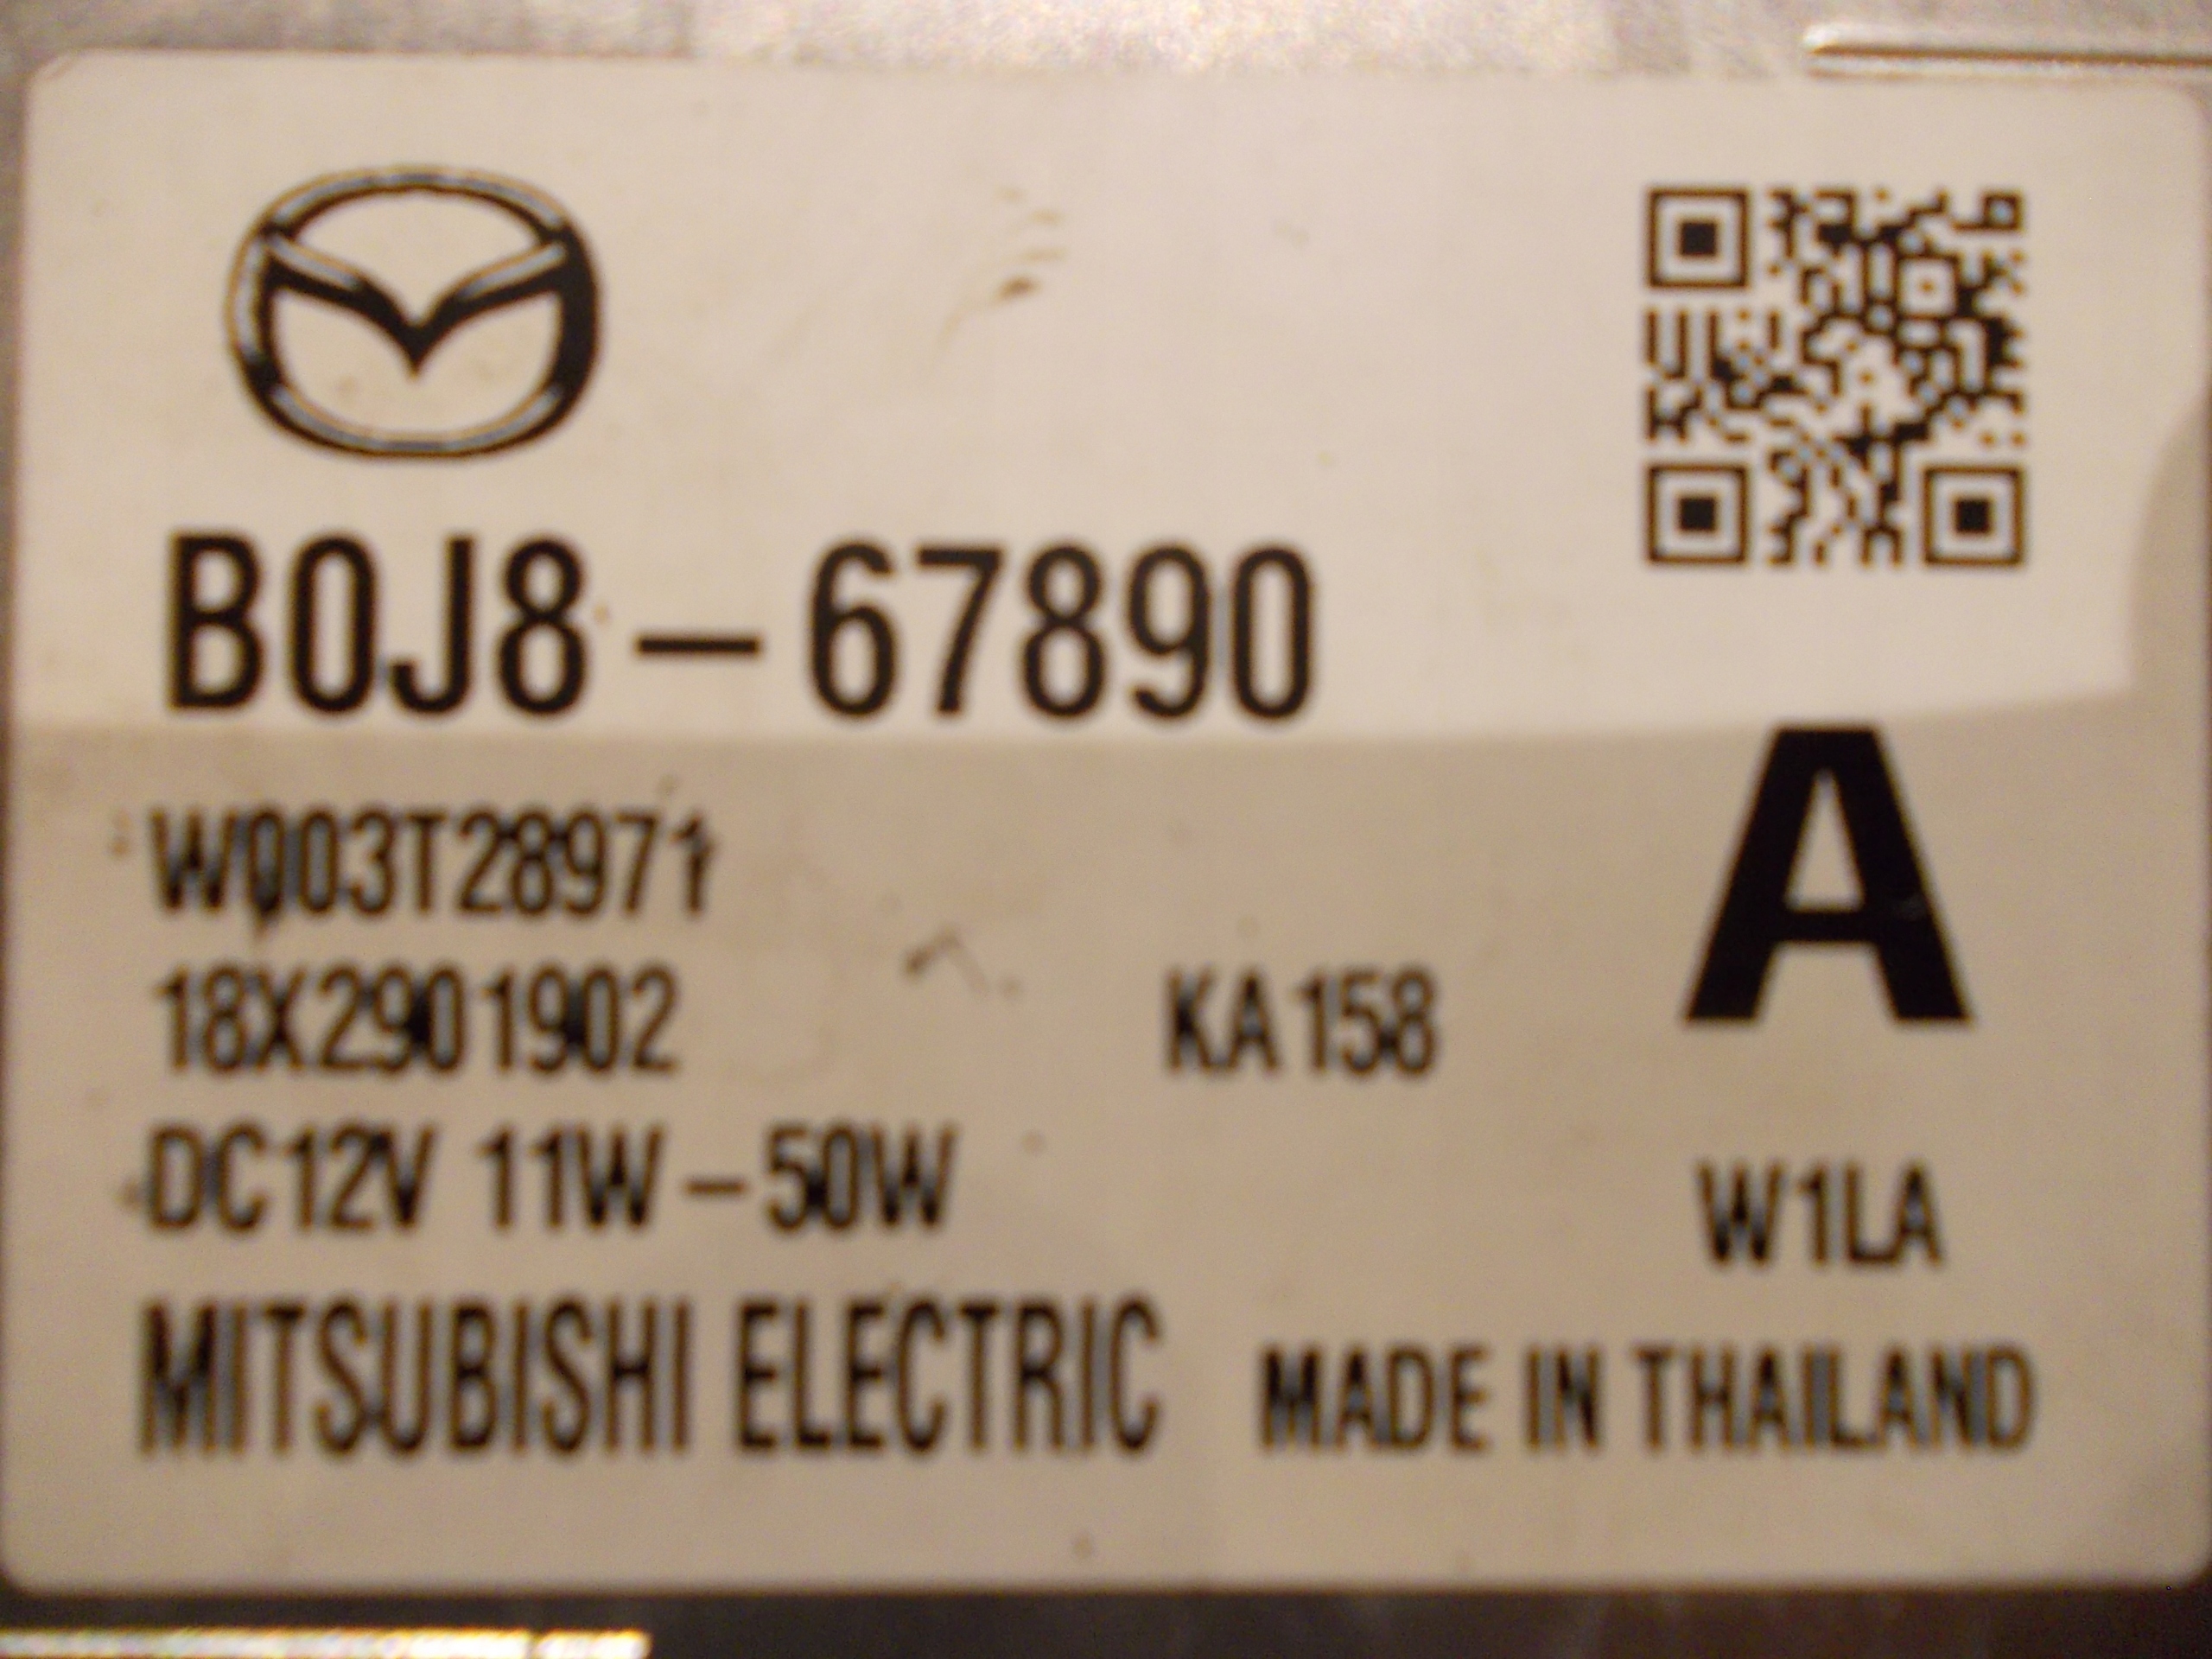 B0J8-67890
W003T28971
18X2901902 KA158
A
DC12V 11W-50W
W1LA
MITSUBISHI ELECTRIC MADE IN THAILAND